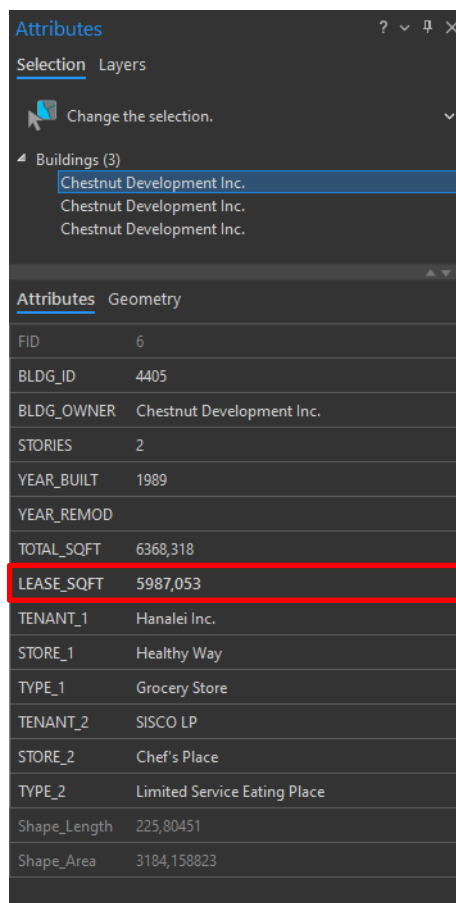 Attributes
?
Selection Layers
Change the selection.
Buildings (3)
Chestnut Development Inc.
Chestnut Development Inc.
Chestnut Development Inc.
Attributes Geometry
FID 6
BLDG_ID 4405
BLDG_OWNER Chestnut Development Inc.
STORIES 2
YEAR_BUILT 1989
YEAR_REMOD
TOTAL_SQFT 6368,318
LEASE_SQFT 5987,053
TENANT_1 Hanalei Inc.
STORE_1 Healthy Way
TYPE_1 Grocery Store
TENANT_2 SISCO LP
STORE_2 Chef's Place
TYPE_2 Limited Service Eating Place
Shape_Length 225,80451
Shape_Area 3184,158823